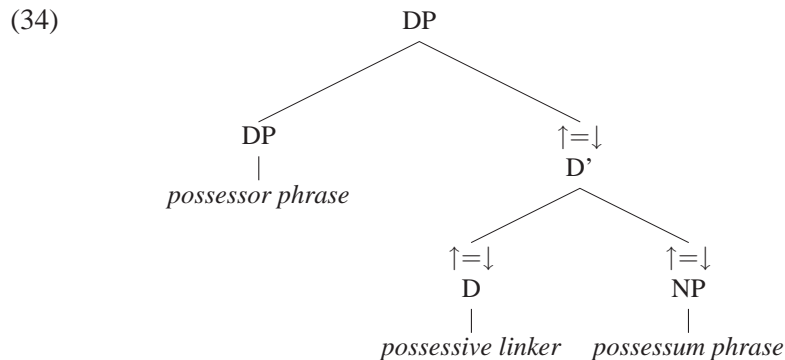 (34)
DP
DP
↑=↓
D’
possessor phrase
↑=↓
↑=↓
D
NP
possessive linker
possessum phrase